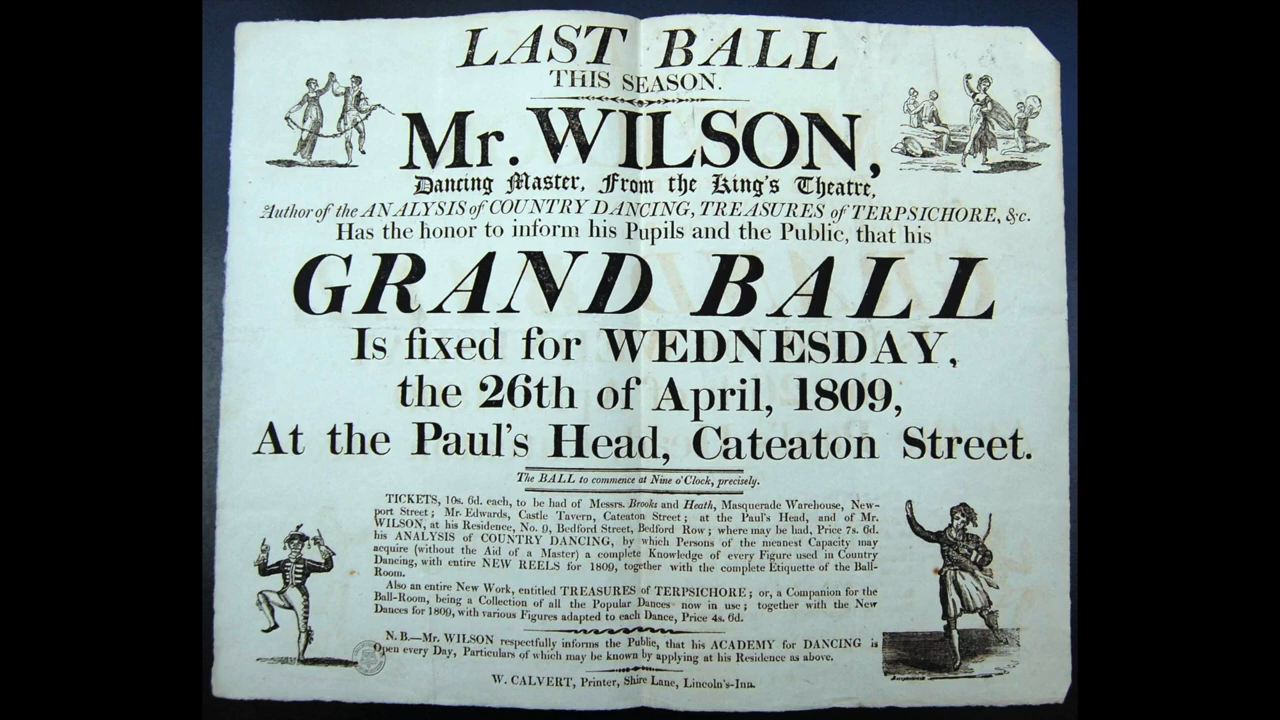 LAST BALL
THIS SEASON.
Mr. WILSON,
Dancing Master, From the King's Theatre,
Author of the ANALYSIS of COUNTRY DANCING, TREASURES of TERPSICHORE, &c.
Has the honor to inform his Pupils and the Public, that his
GRAND BALL
Is fixed for WEDNESDAY,
the 26th of April, 1809,
At the Paul's Head, Cateaton Street.
The BALL to commence at Nine o'Clock, precisely.
TICKETS, 10s. 6d. each, to be had of Messrs. Brooks and Heath, Masquerade Warehouse, New-
port Street; Mr. Edwards, Castle Tavern, Cateaton Street; at the Paul's Head, and of Mr.
WILSON, at his Residence, No. 9, Bedford Street, Bedford Row; where may be had, Price 7s. 6d.
his ANALYSIS of COUNTRY DANCING, by which Persons of the meanest Capacity may
acquire (without the Aid of a Master) a complete Knowledge of every Figure used in Country
Dancing, with entire NEW REELS for 1809, together with the complete Etiquette of the Ball-
Room.
Also an entire New Work, entitled TREASURES of TERPSICHORE; or, a Companion for the
Ball-Room, being a Collection of all the Popular Dances now in use; together with the New
Dances for 1809, with various Figures adapted to each Dance, Price 4s. 6d.
N. B.—Mr. WILSON respectfully informs the Public, that his ACADEMY for DANCING is
Open every Day, Particulars of which may be known by applying at his Residence as above.
W. CALVERT, Printer, Shire Lane, Lincoln's-Inn.